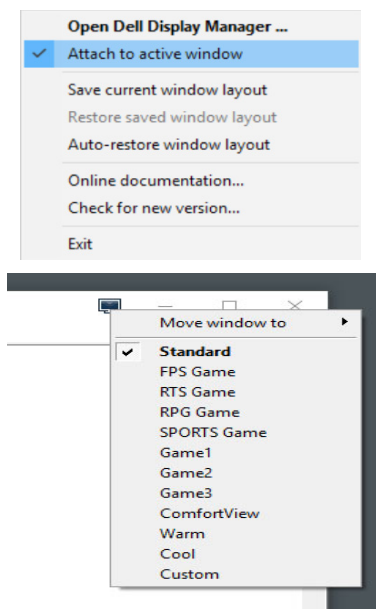 Open Dell Display Manager ...
Attach to active window
Save current window layout
Restore saved window layout
Auto-restore window layout
Online documentation...
Check for new version...
Exit
Move window to
Standard
FPS Game
RTS Game
RPG Game
SPORTS Game
Game1
Game2
Game3
ComfortView
Warm
Cool
Custom